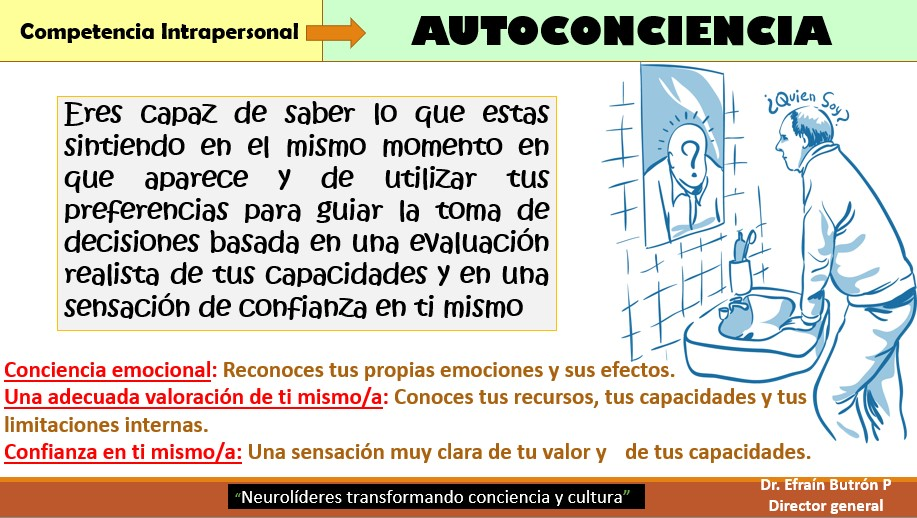 Competencia Intrapersonal
AUTOCONCIENCIA
Eres capaz de saber lo que estas
sintiendo en el mismo momento en
que aparece y de utilizar tus
preferencias para guiar la toma de
decisiones basada en una evaluación
realista de tus capacidades y en una
sensación de confianza en ti mismo
¿Quien Soy?
?
Conciencia emocional: Reconoces tus propias emociones y sus efectos.
Una adecuada valoración de ti mismo/a: Conoces tus recursos, tus capacidades y tus
limitaciones internas.
Confianza en ti mismo/a: Una sensación muy clara de tu valor y de tus capacidades.
“Neurolíderes transformando conciencia y cultura”
Dr. Efraín Butrón P
Director general